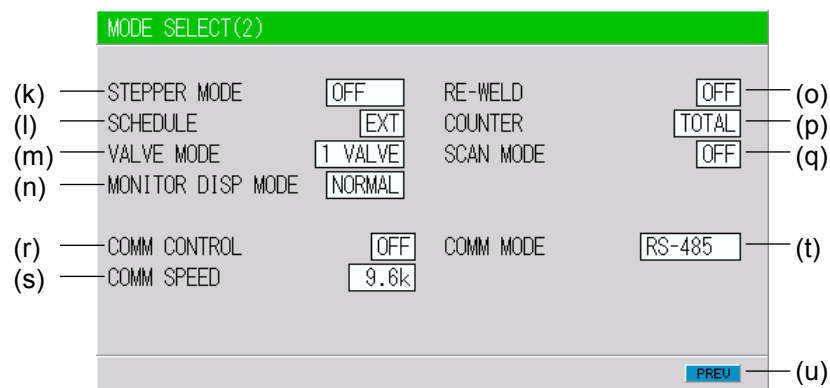 MODE SELECT(2)
(k) STEPPER MODE OFF RE-WELD OFF (o)
(l) SCHEDULE EXT COUNTER TOTAL (p)
(m) VALVE MODE 1 VALVE SCAN MODE OFF (q)
(n) MONITOR DISP MODE NORMAL
(r) COMM CONTROL OFF COMM MODE RS-485 (t)
(s) COMM SPEED 9.6k
PREV (u)